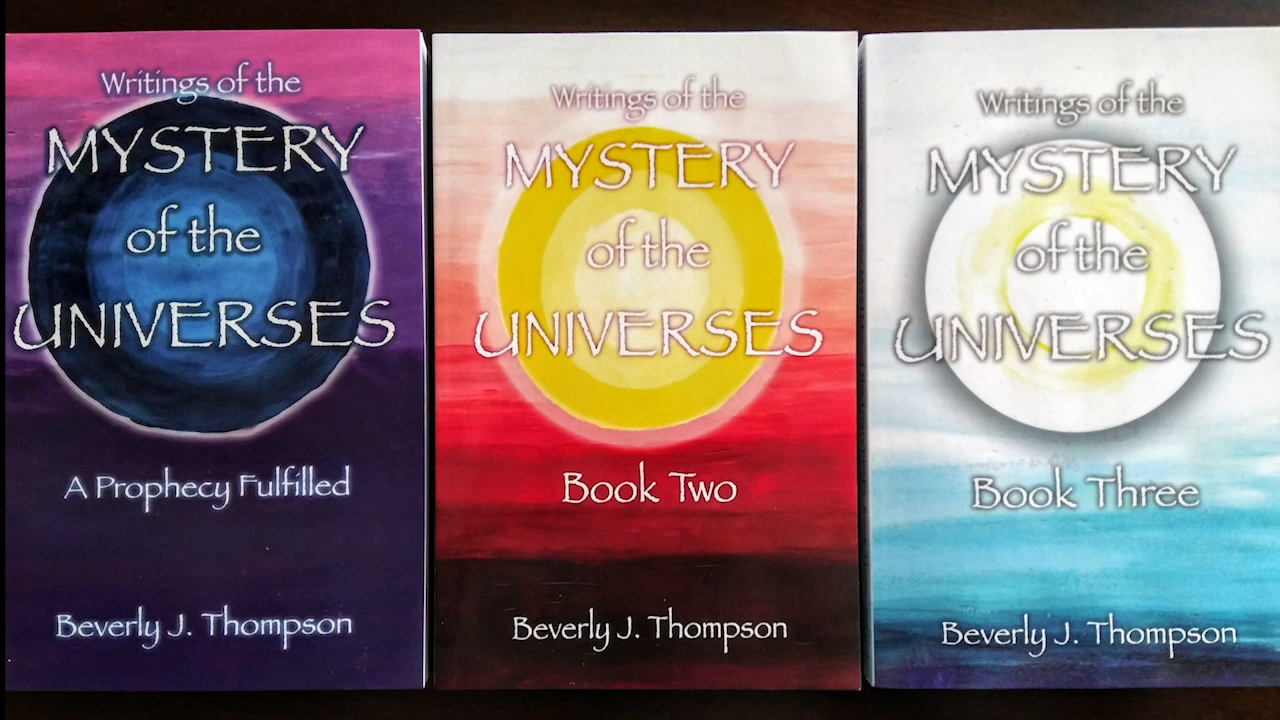 Writings of the
MYSTERY
of the
UNIVERSES
A Prophecy Fulfilled
Beverly J. Thompson
Writings of the
MYSTERY
of the
UNIVERSES
Book Two
Beverly J. Thompson
Writings of the
MYSTERY
of the
UNIVERSES
Book Three
Beverly J. Thompson